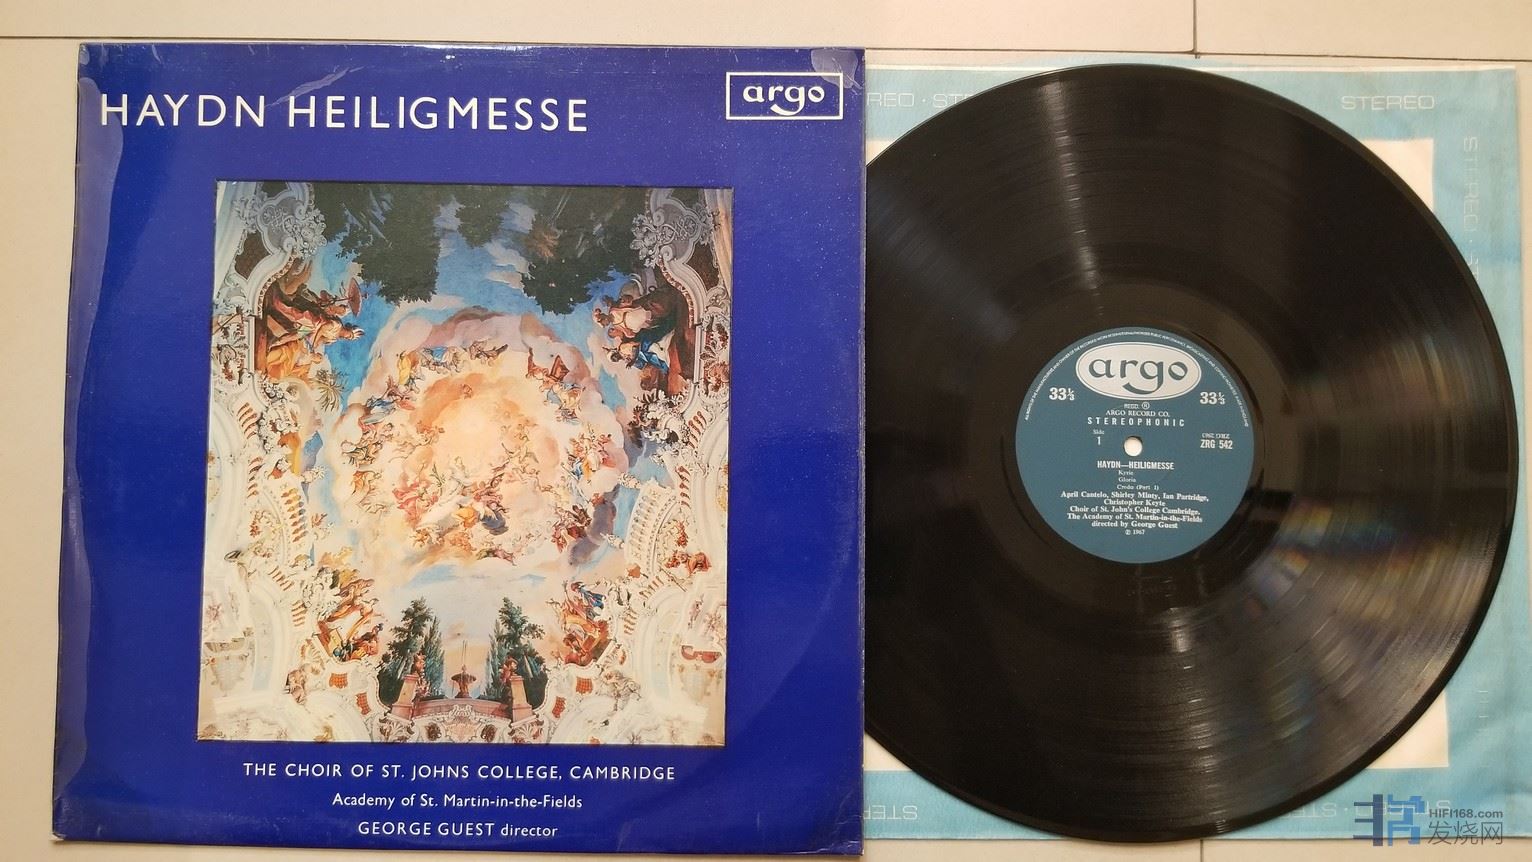 HAYDN HEILIGMESSE
argo
THE CHOIR OF ST. JOHNS COLLEGE, CAMBRIDGE
Academy of St. Martin-in-the-Fields
GEORGE GUEST director
STEREO
STEREO
argo
33⅓
33⅓
REGD. ®
ARGO RECORD CO.
STEREOPHONIC
Side
1
ZRG 542
HAYDN—HEILIGMESSE
Kyrie
Gloria
Credo (Part 1)
April Cantelo, Shirley Minty, Ian Partridge,
Christopher Keyte
Choir of St. John's College Cambridge,
The Academy of St. Martin-in-the-Fields
directed by George Guest
℗ 1967
HIFI168.com
发烧网